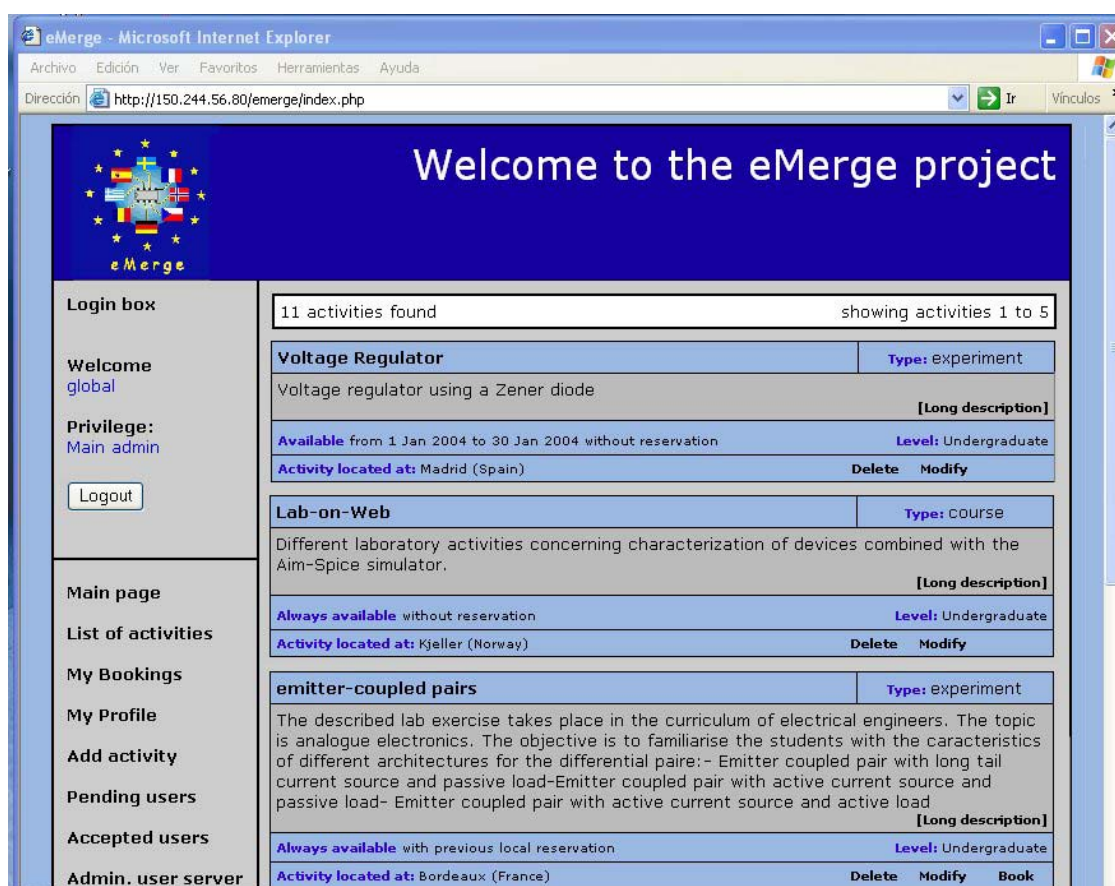 eMerge - Microsoft Internet Explorer
Archivo Edición Ver Favoritos Herramientas Ayuda
Dirección http://150.244.56.80/emerge/index.php Ir Vínculos
Welcome to the eMerge project
eMerge
Login box
Welcome
global
Privilege:
Main admin
Logout
Main page
List of activities
My Bookings
My Profile
Add activity
Pending users
Accepted users
Admin. user server
11 activities found showing activities 1 to 5
Voltage Regulator Type: experiment
Voltage regulator using a Zener diode
[Long description]
Available from 1 Jan 2004 to 30 Jan 2004 without reservation Level: Undergraduate
Activity located at: Madrid (Spain) Delete Modify
Lab-on-Web Type: course
Different laboratory activities concerning characterization of devices combined with the
Aim-Spice simulator.
[Long description]
Always available without reservation Level: Undergraduate
Activity located at: Kjeller (Norway) Delete Modify
emitter-coupled pairs Type: experiment
The described lab exercise takes place in the curriculum of electrical engineers. The topic
is analogue electronics. The objective is to familiarise the students with the caracteristics
of different architectures for the differential paire:- Emitter coupled pair with long tail
current source and passive load-Emitter coupled pair with active current source and
passive load- Emitter coupled pair with active current source and active load
[Long description]
Always available with previous local reservation Level: Undergraduate
Activity located at: Bordeaux (France) Delete Modify Book